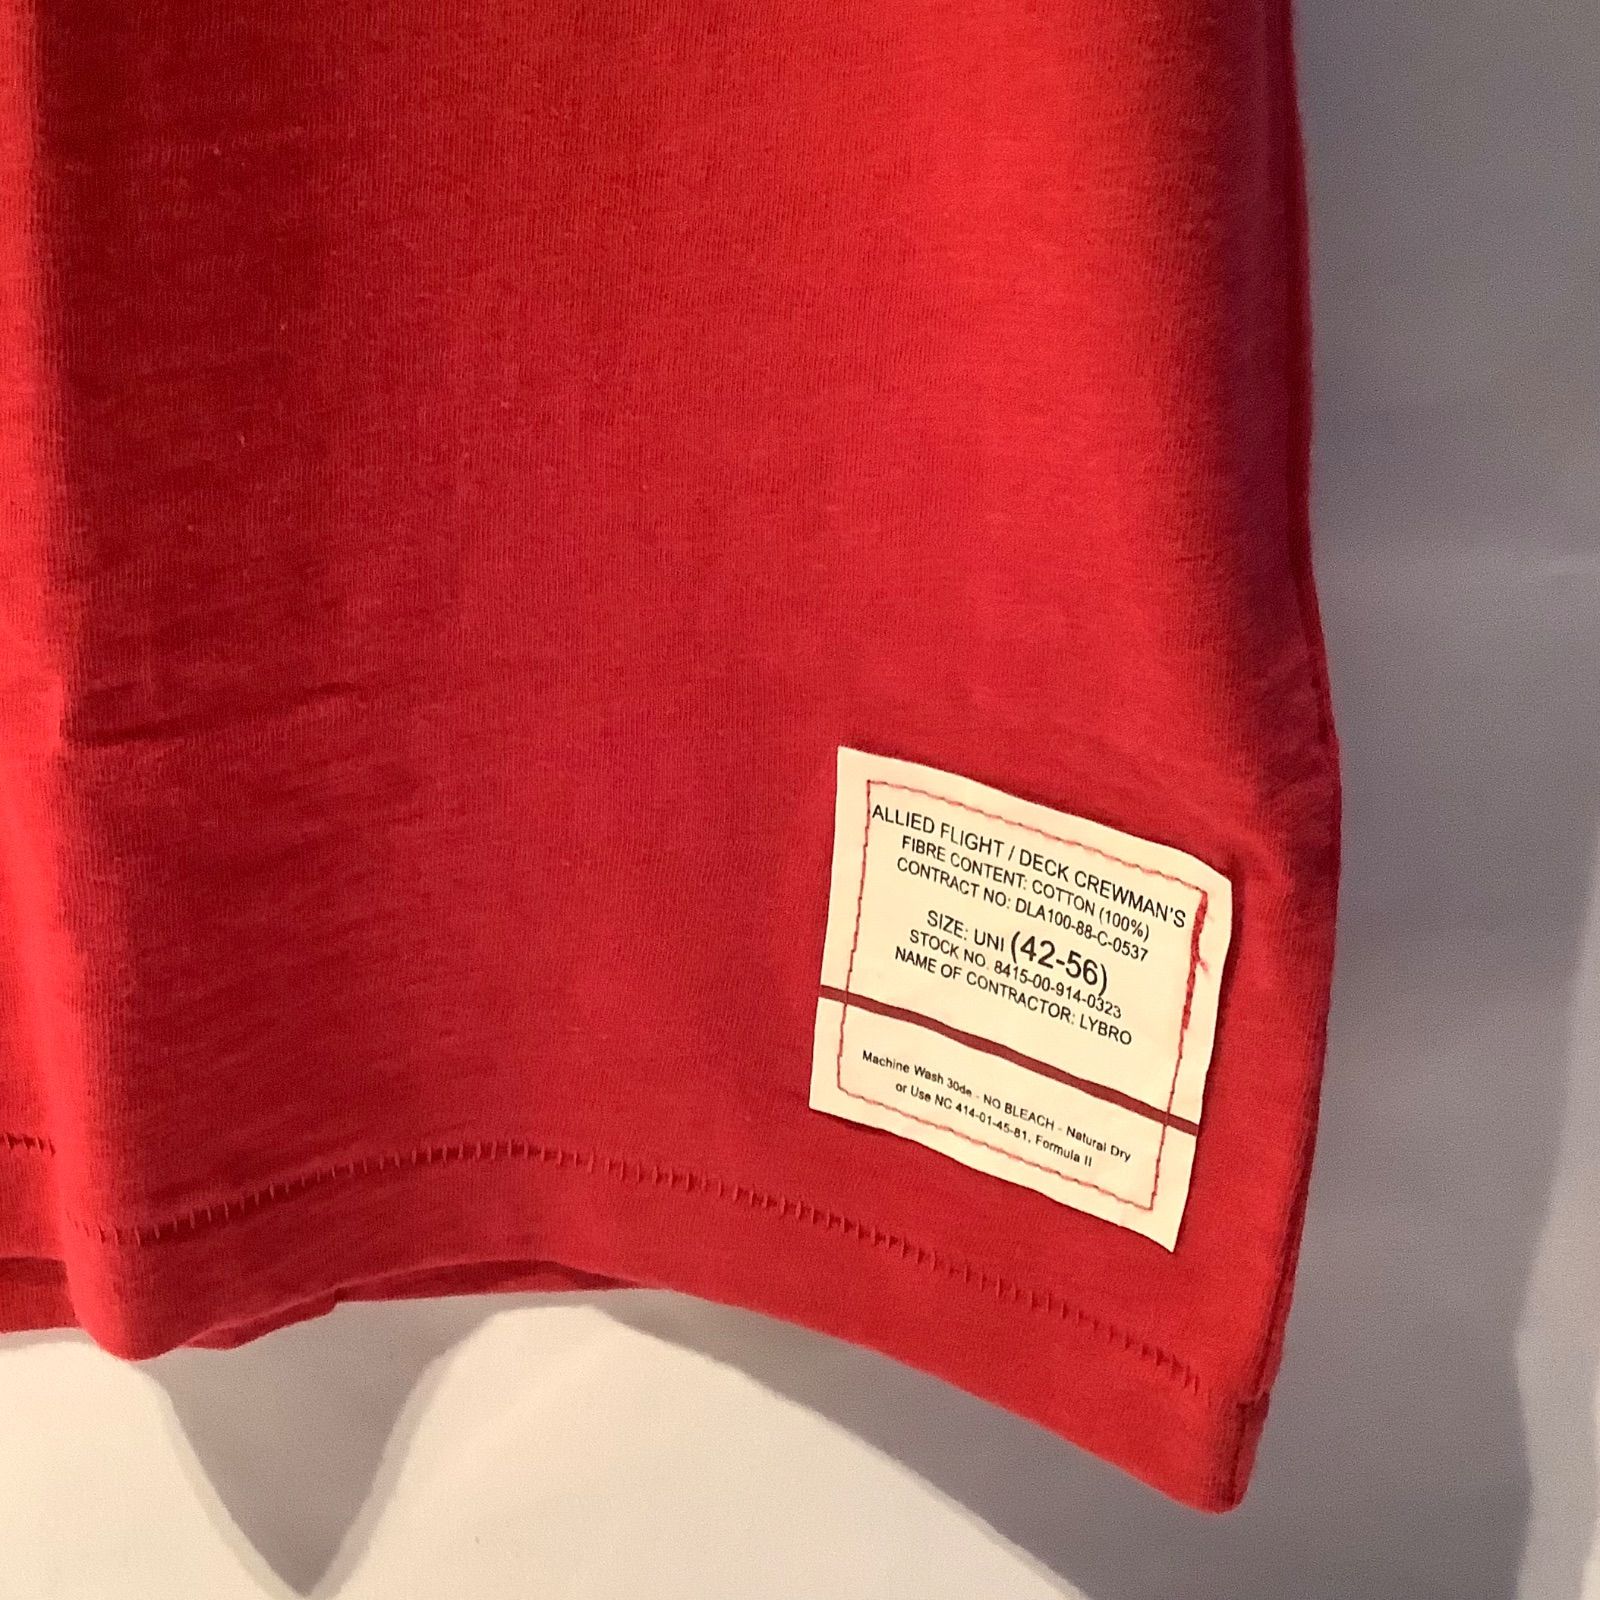 ALLIED FLIGHT / DECK CREWMAN'S
FIBRE CONTENT: COTTON (100%)
CONTRACT NO: DLA100-88-C-0537
SIZE: UNI (42-56)
STOCK NO. 8415-00-914-0323
NAME OF CONTRACTOR: LYBRO
Machine Wash 30de - NO BLEACH - Natural Dry
or Use NC 414-01-45-81, Formula II